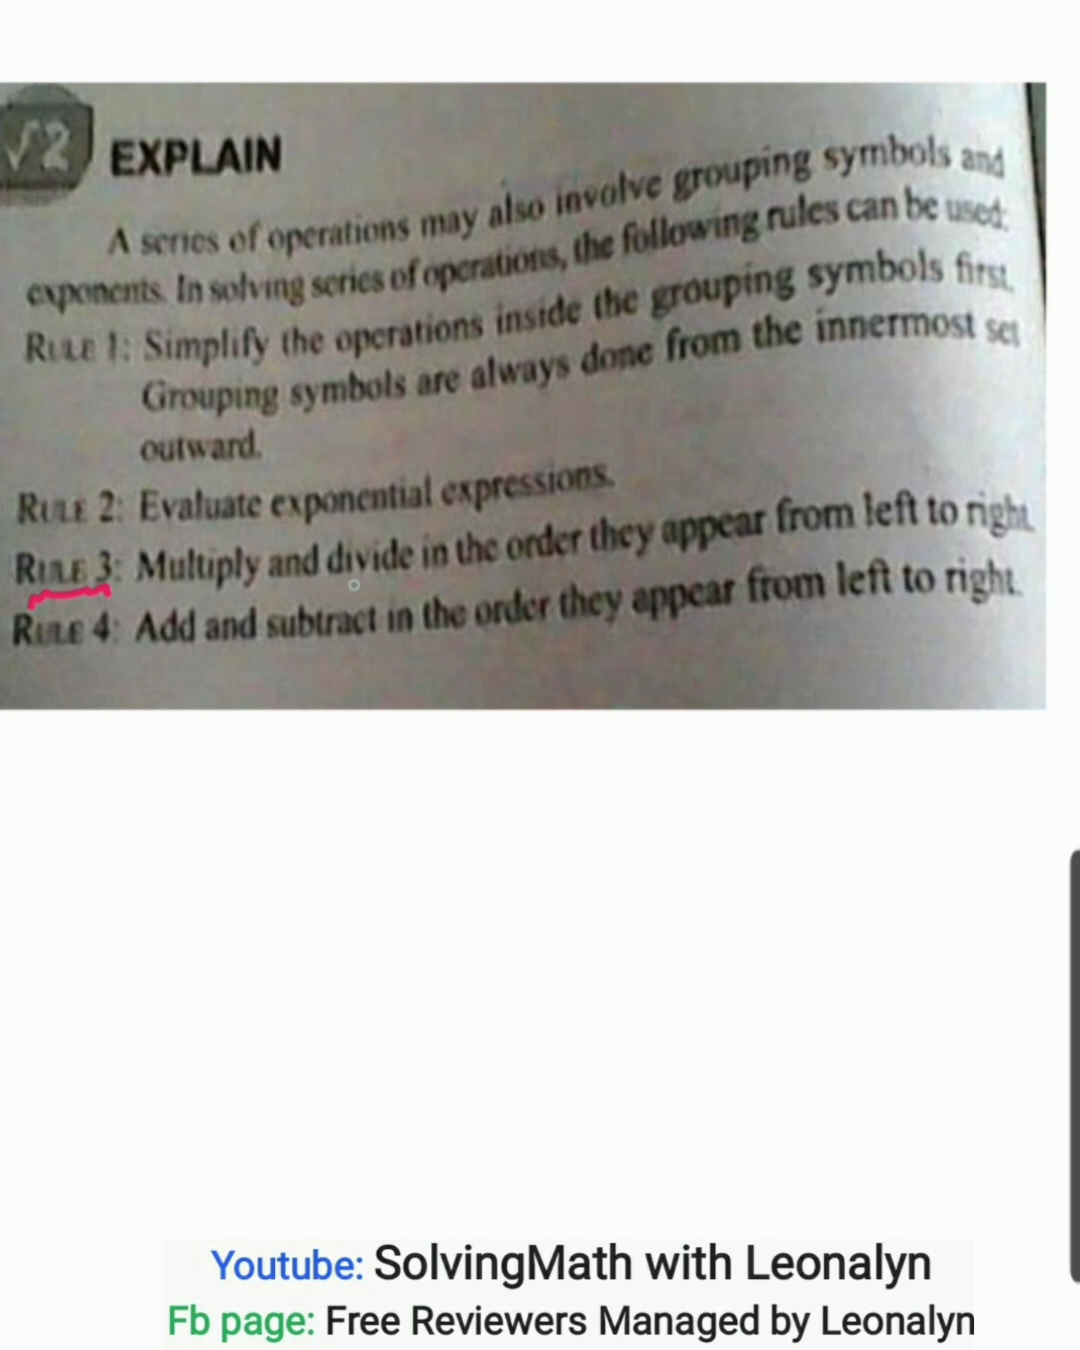 √2 EXPLAIN
A series of operations may also involve grouping symbols and
exponents. In solving series of operations, the following rules can be used:
RULE 1: Simplify the operations inside the grouping symbols first.
Grouping symbols are always done from the innermost set
outward.
RULE 2: Evaluate exponential expressions.
RULE 3: Multiply and divide in the order they appear from left to right.
RULE 4: Add and subtract in the order they appear from left to right.
Youtube: SolvingMath with Leonalyn
Fb page: Free Reviewers Managed by Leonalyn